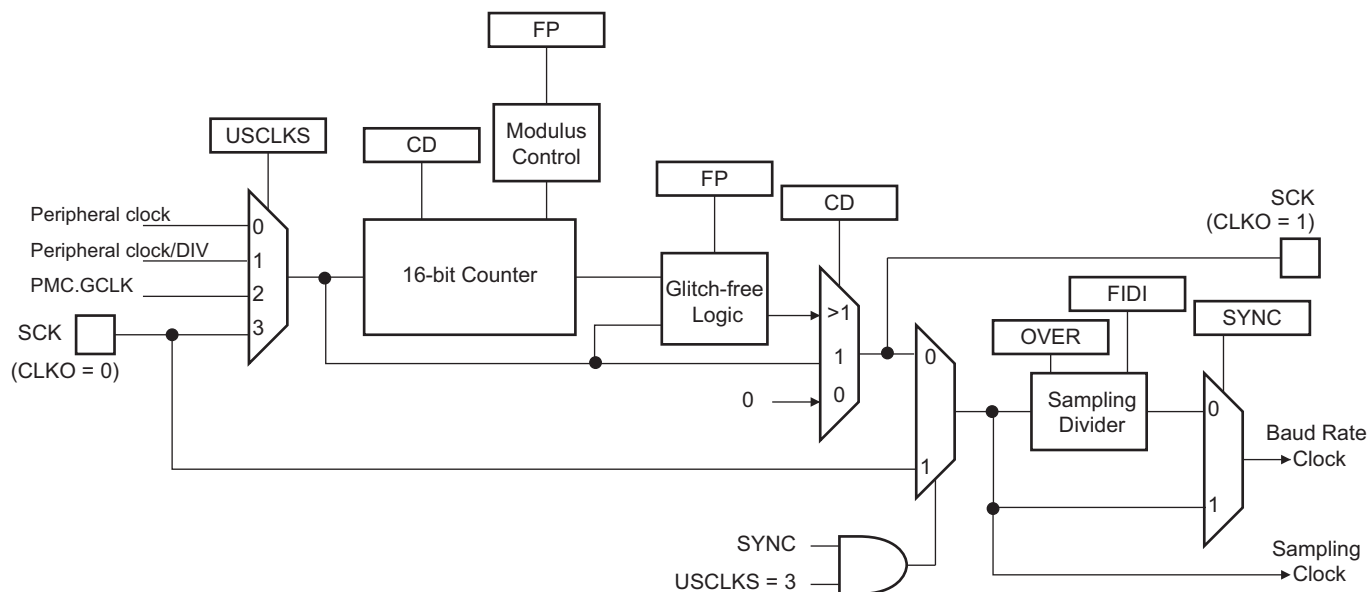 FP
USCLKS
CD
Modulus
Control
FP
CD
SCK
(CLKO = 1)
Peripheral clock
0
Peripheral clock/DIV
1
PMC.GCLK
2
SCK
3
(CLKO = 0)
16-bit Counter
Glitch-free
Logic
>1
1
0
0
FIDI
OVER
SYNC
0
1
Sampling
Divider
0
1
Baud Rate
Clock
SYNC
USCLKS = 3
Sampling
Clock